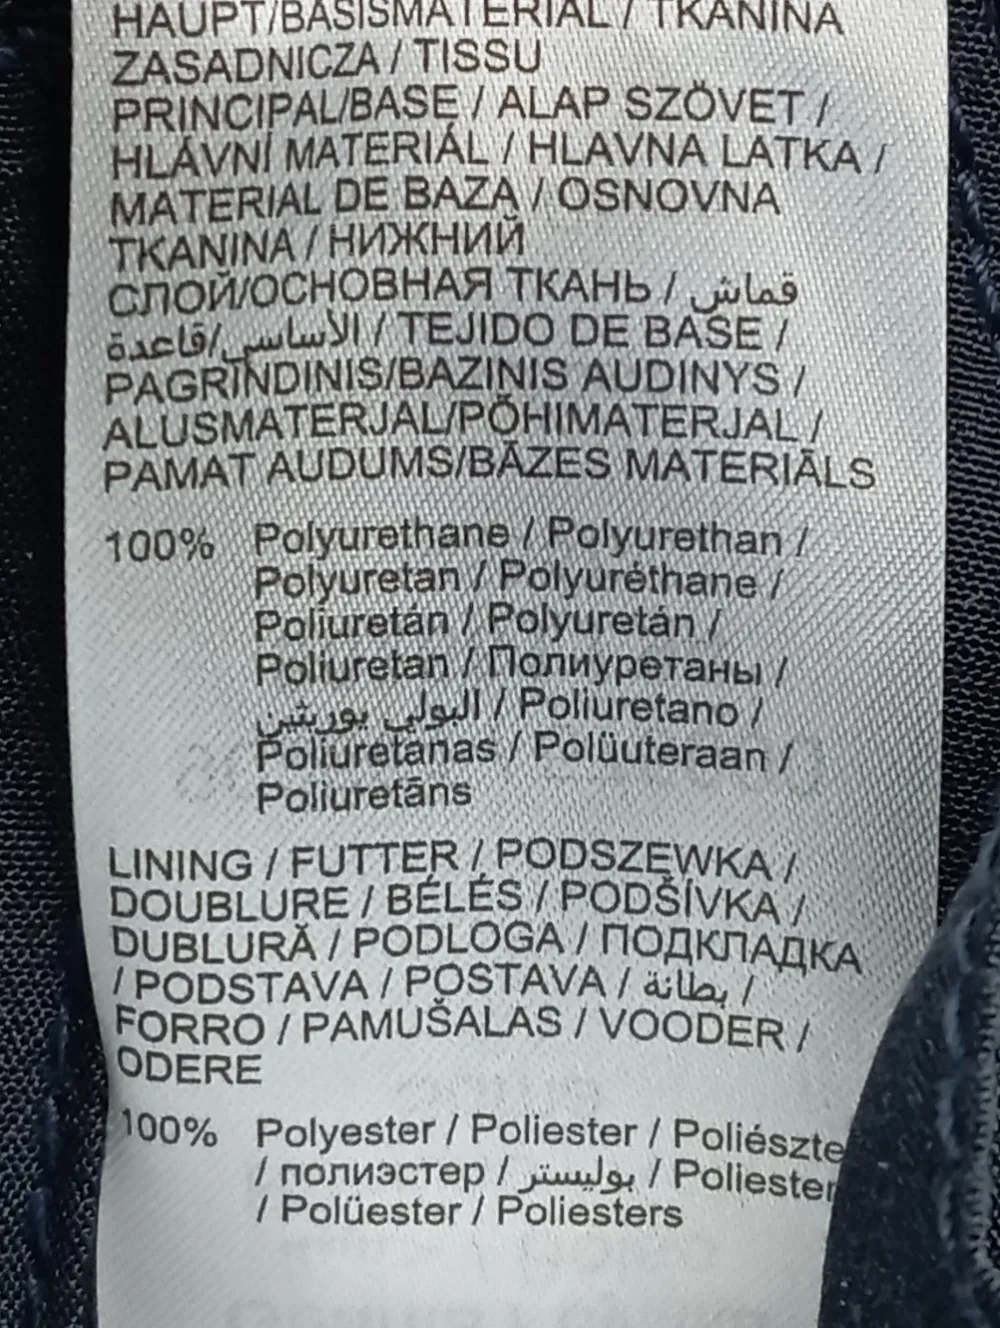 HAUPT/BASISMATERIAL / TKANINA
ZASADNICZA / TISSU
PRINCIPAL/BASE / ALAP SZÖVET /
HLÁVNÍ MATERIÁL / HLAVNA LATKA /
MATERIAL DE BAZA / OSNOVNA
TKANINA / НИЖНИЙ
СЛОЙ/ОСНОВНАЯ ТКАНЬ / قماش
الأساسي/قاعدة / TEJIDO DE BASE /
PAGRINDINIS/BAZINIS AUDINYS /
ALUSMATERJAL/PÕHIMATERJAL /
PAMAT AUDUMS/BĀZES MATERIĀLS
100% Polyurethane / Polyurethan /
Polyuretan / Polyuréthane /
Poliuretán / Polyuretán /
Poliuretan / Полиуретаны /
البولي يوريثين / Poliuretano /
Poliuretanas / Polüuteraan /
Poliuretāns
LINING / FUTTER / PODSZEWKA /
DOUBLURE / BÉLÉS / PODŠÍVKA /
DUBLURĂ / PODLOGA / ПОДКЛАДКА
/ PODSTAVA / POSTAVA / بطانة /
FORRO / PAMUŠALAS / VOODER /
ODERE
100% Polyester / Poliester / Poliészte
/ полиэстер / بوليستر / Poliester
/ Polüester / Poliesters